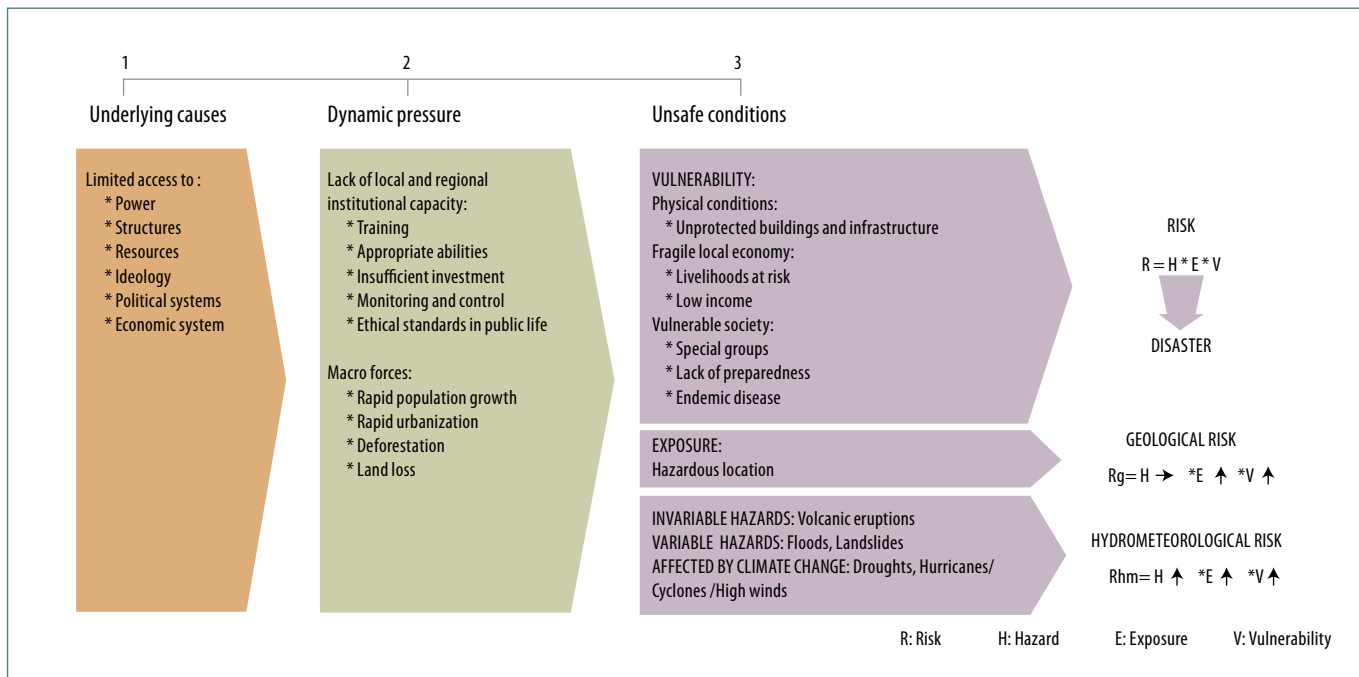 1
2
3
Underlying causes
Dynamic pressure
Unsafe conditions
Limited access to :
* Power
* Structures
* Resources
* Ideology
* Political systems
* Economic system
Lack of local and regional
institutional capacity:
* Training
* Appropriate abilities
* Insufficient investment
* Monitoring and control
* Ethical standards in public life
Macro forces:
* Rapid population growth
* Rapid urbanization
* Deforestation
* Land loss
VULNERABILITY:
Physical conditions:
* Unprotected buildings and infrastructure
Fragile local economy:
* Livelihoods at risk
* Low income
Vulnerable society:
* Special groups
* Lack of preparedness
* Endemic disease
EXPOSURE:
Hazardous location
INVARIABLE HAZARDS: Volcanic eruptions
VARIABLE HAZARDS: Floods, Landslides
AFFECTED BY CLIMATE CHANGE: Droughts, Hurricanes/
Cyclones /High winds
RISK
R = H * E * V
DISASTER
GEOLOGICAL RISK
Rg= H → *E ↑ *V ↑
HYDROMETEOROLOGICAL RISK
Rhm= H ↑ *E ↑ *V ↑
R: Risk H: Hazard E: Exposure V: Vulnerability